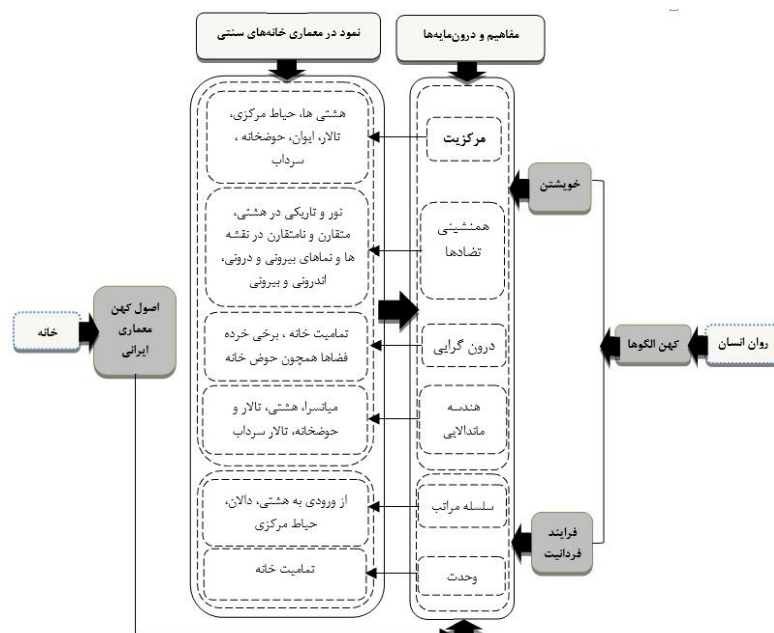 مفاهیم و درون‌مایه‌ها
نمود در معماری خانه‌های سنتی
روان انسان
کهن الگوها
خویشتن
فرایند
فردانیت
مرکزیت
همنشینی
تضادها
درون گرایی
هندسه
ماندالایی
سلسله مراتب
وحدت
هشتی ها، حیاط مرکزی،
تالار، ایوان، حوضخانه ،
سرداب
نور و تاریکی در هشتی،
متقارن و نامتقارن در نقشه
ها و نماهای بیرونی و درونی،
اندرونی و بیرونی
تمامیت خانه ، برخی خرده
فضاها همچون حوض خانه
میانسرا، هشتی، تالار و
حوضخانه، تالار سرداب
از ورودی به هشتی، دالان،
حیاط مرکزی
تمامیت خانه
اصول کهن
معماری
ایرانی
خانه